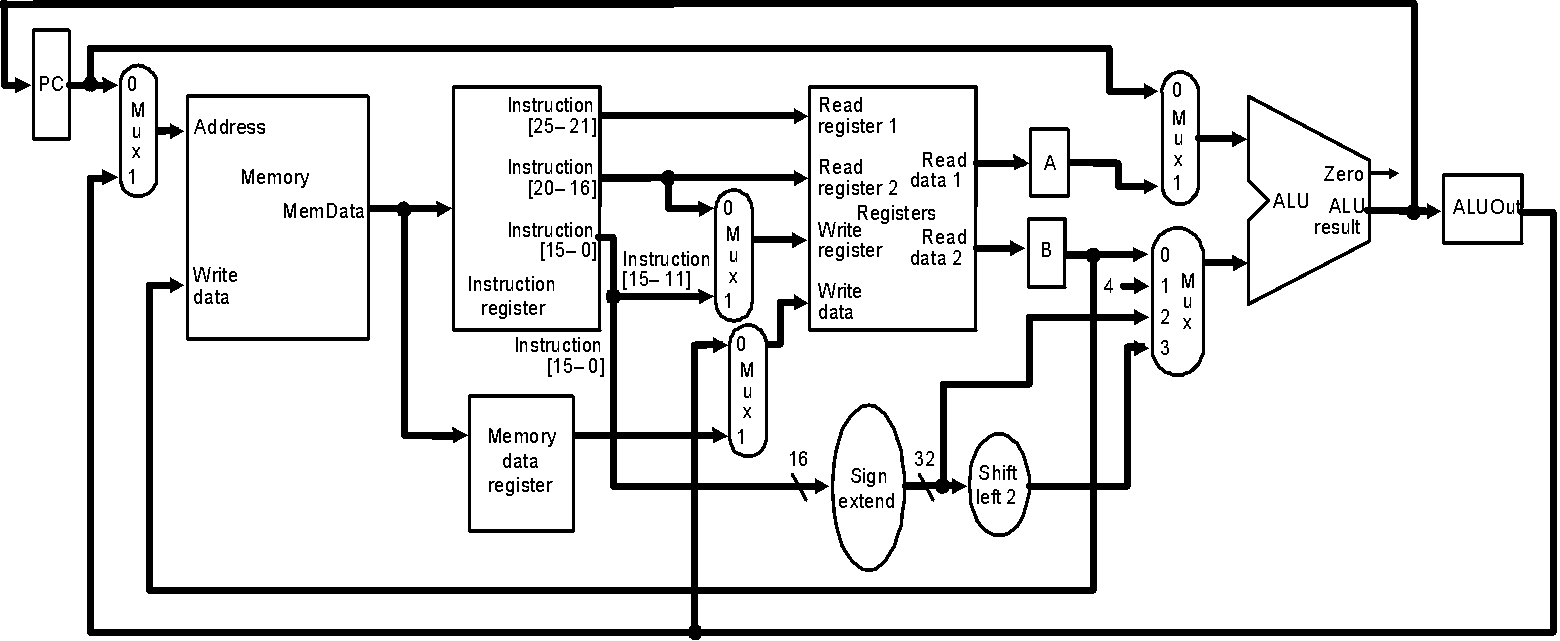 PC
0
M
u
x
1
Address
Memory
MemData
Write
data
Instruction
[25– 21]
Instruction
[20– 16]
Instruction
[15– 0]
Instruction
register
Instruction
[15– 11]
Instruction
[15– 0]
0
M
u
x
1
0
M
u
x
1
Memory
data
register
Read
register 1
Read
register 2
Registers
Write
register
Write
data
Read
data 1
Read
data 2
16
Sign
extend
32
Shift
left 2
A
B
4
0
M
u
x
1
0
1
2
3
M
u
x
Zero
ALU
ALU
result
ALUOut